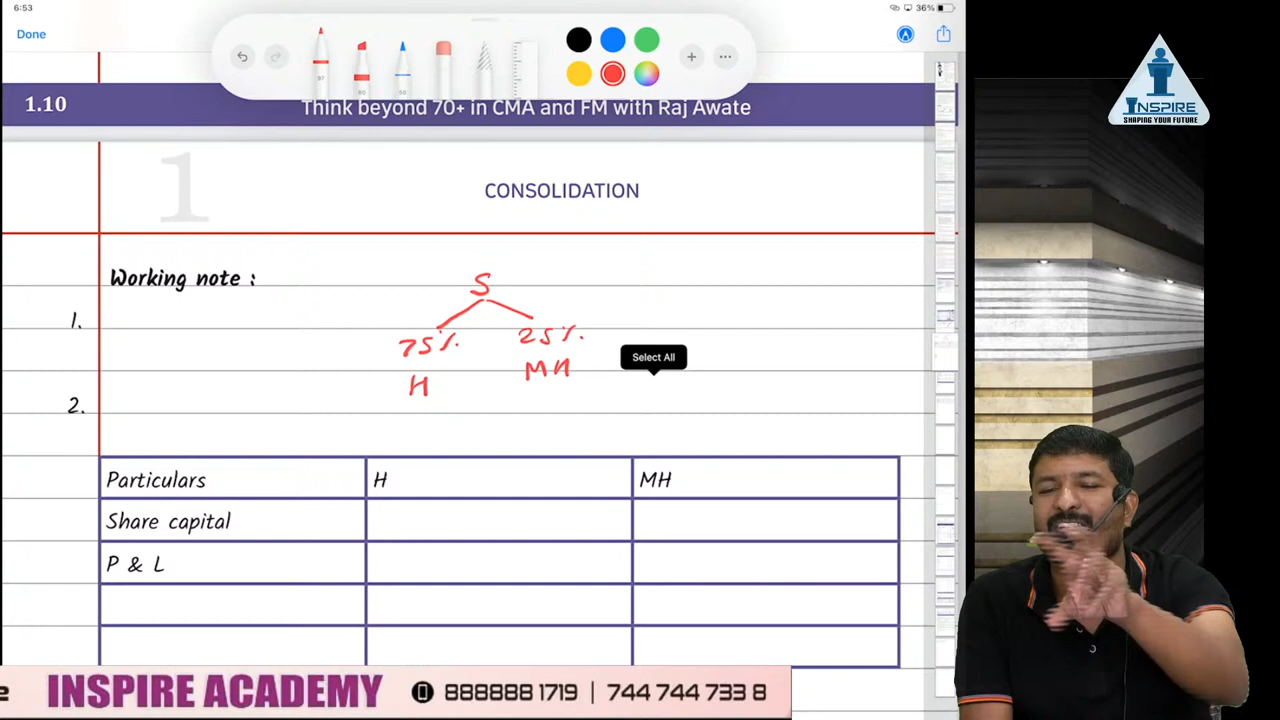 6:53
36%
Done
1.10
Think beyond 70+ in CMA and FM with Raj Awate
1
CONSOLIDATION
Working note :
S
1.
75% 25%
H MH
Select All
2.
Particulars H MH
Share capital
P & L
INSPIRE ACADEMY 888888 1719 | 744 744 733 8
INSPIRE
SHAPING YOUR FUTURE